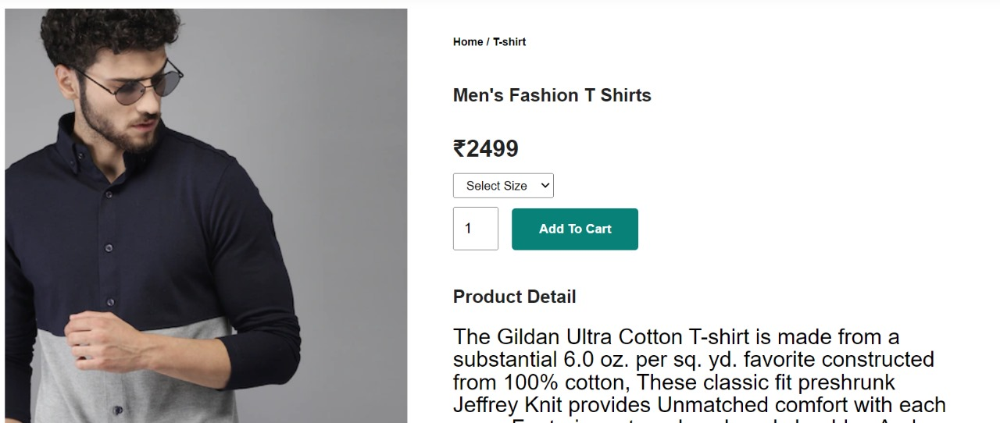 Home / T-shirt
Men's Fashion T Shirts
₹2499
Select Size
1
Add To Cart
Product Detail
The Gildan Ultra Cotton T-shirt is made from a
substantial 6.0 oz. per sq. yd. favorite constructed
from 100% cotton, These classic fit preshrunk
Jeffrey Knit provides Unmatched comfort with each